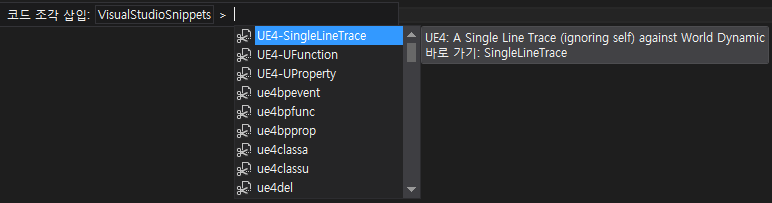 코드 조각 삽입: VisualStudioSnippets >
UE4-SingleLineTrace
UE4-UFunction
UE4-UProperty
ue4bpevent
ue4bpfunc
ue4bpprop
ue4classa
ue4classu
ue4del
UE4: A Single Line Trace (ignoring self) against World Dynamic
바로 가기: SingleLineTrace